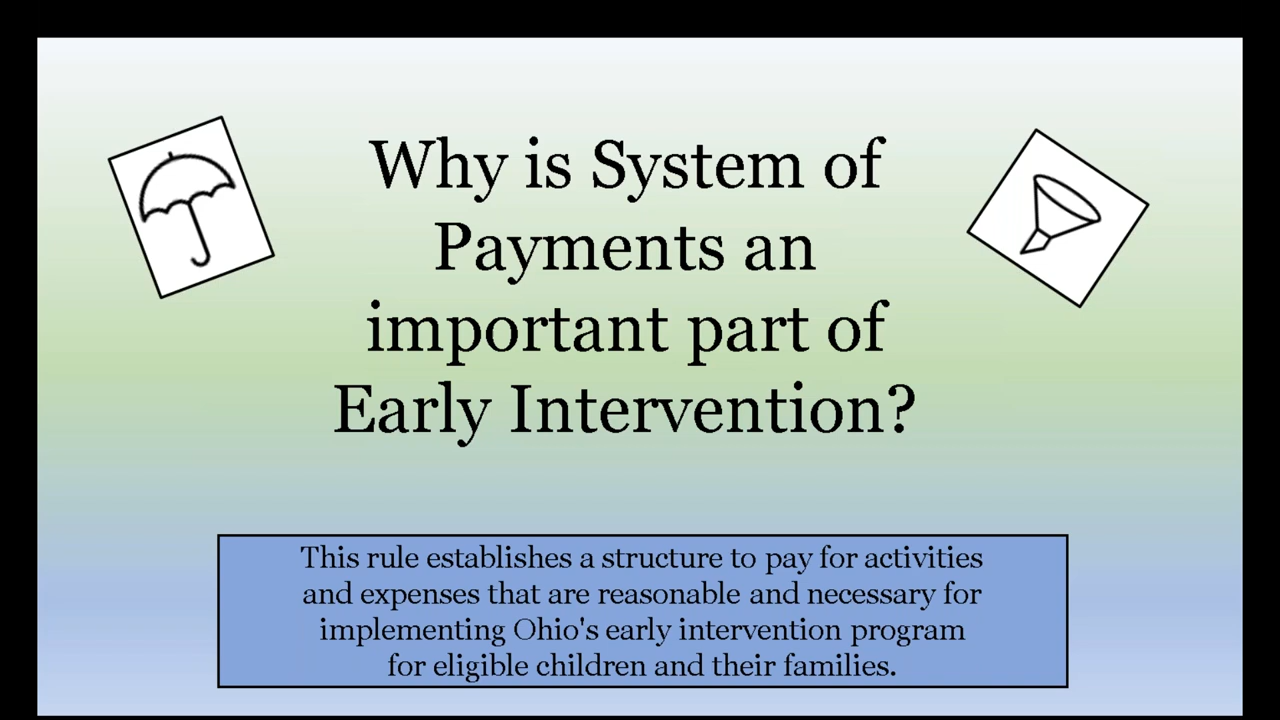 Why is System of
Payments an
important part of
Early Intervention?
This rule establishes a structure to pay for activities
and expenses that are reasonable and necessary for
implementing Ohio's early intervention program
for eligible children and their families.